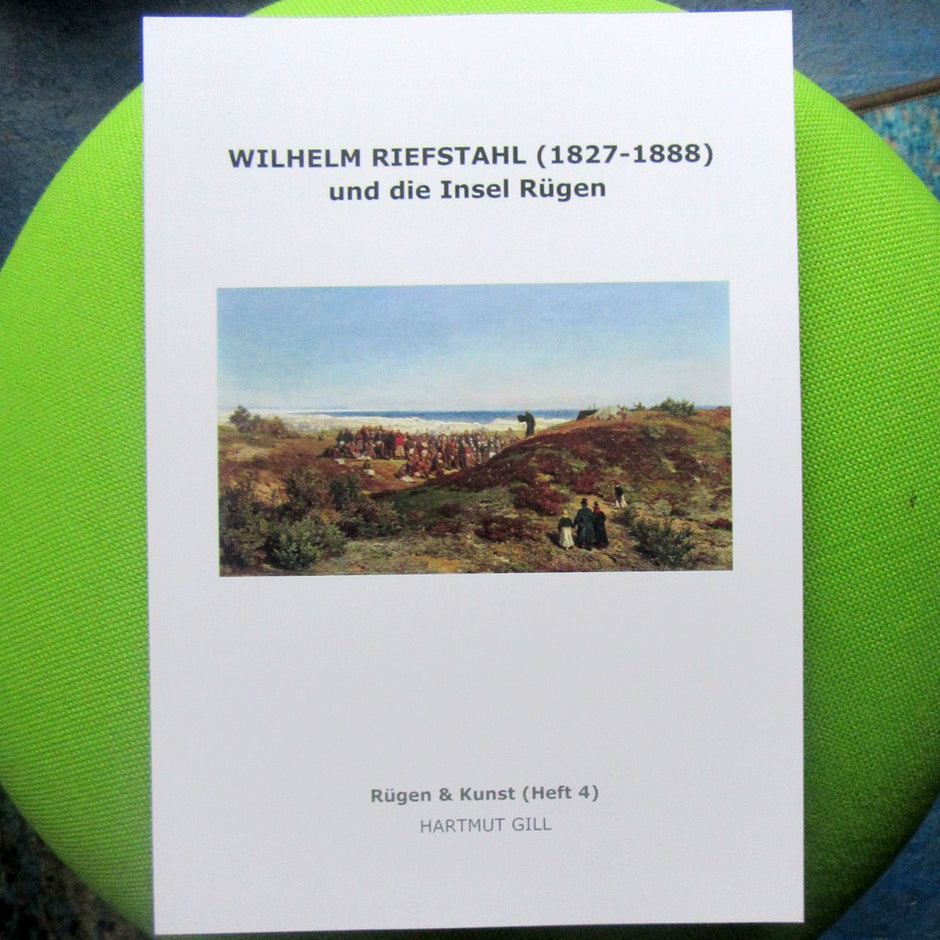 WILHELM RIEFSTAHL (1827-1888)
und die Insel Rügen
Rügen & Kunst (Heft 4)
HARTMUT GILL